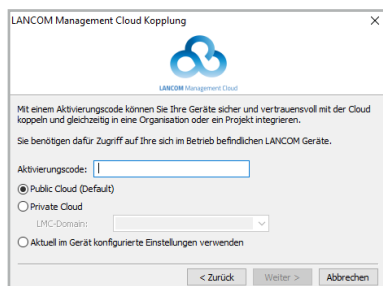 LANCOM Management Cloud Kopplung
LANCOM Management Cloud
Mit einem Aktivierungscode können Sie Ihre Geräte sicher und vertrauensvoll mit der Cloud
koppeln und gleichzeitig in eine Organisation oder ein Projekt integrieren.
Sie benötigen dafür Zugriff auf Ihre sich im Betrieb befindlichen LANCOM Geräte.
Aktivierungscode:
Public Cloud (Default)
Private Cloud
LMC-Domain:
Aktuell im Gerät konfigurierte Einstellungen verwenden
< Zurück Weiter > Abbrechen